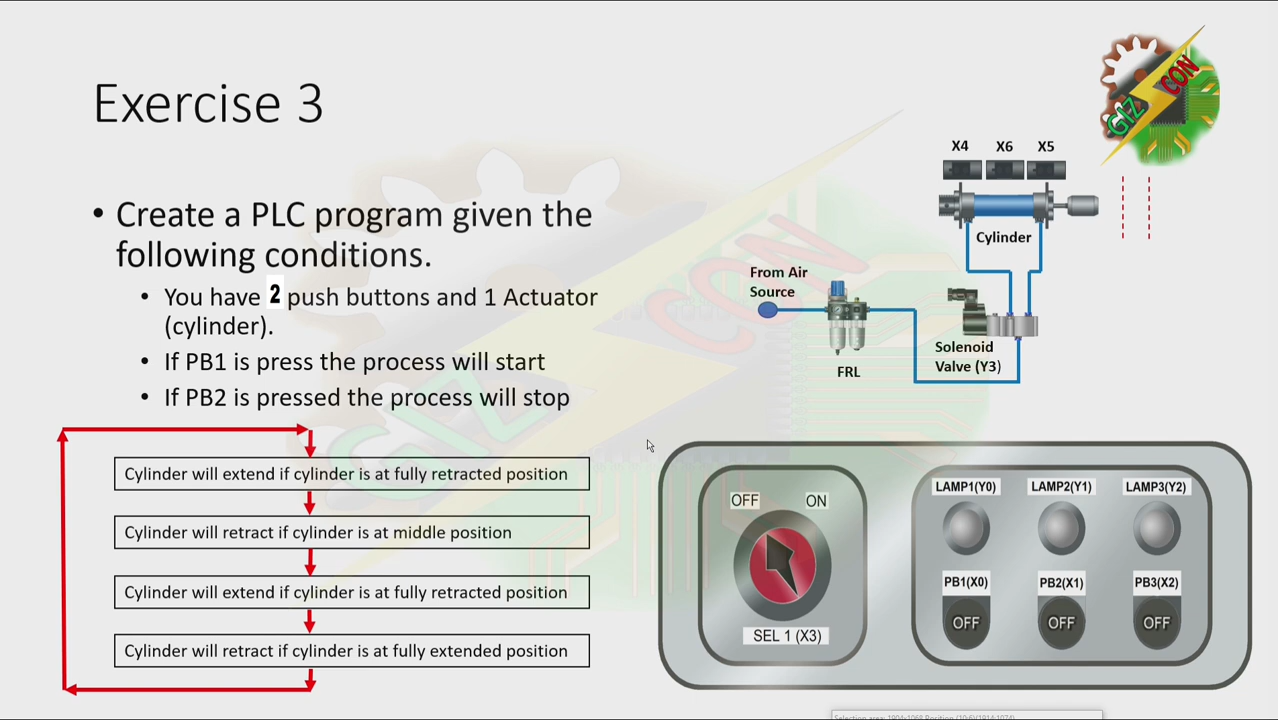 Exercise 3
GIZ CON
• Create a PLC program given the
following conditions.
• You have 2 push buttons and 1 Actuator
(cylinder).
• If PB1 is press the process will start
• If PB2 is pressed the process will stop
Cylinder will extend if cylinder is at fully retracted position
Cylinder will retract if cylinder is at middle position
Cylinder will extend if cylinder is at fully retracted position
Cylinder will retract if cylinder is at fully extended position
X4 X6 X5
Cylinder
From Air
Source
FRL
Solenoid
Valve (Y3)
OFF ON
SEL 1 (X3)
LAMP1(Y0) LAMP2(Y1) LAMP3(Y2)
PB1(X0) PB2(X1) PB3(X2)
OFF OFF OFF
GIZ CON